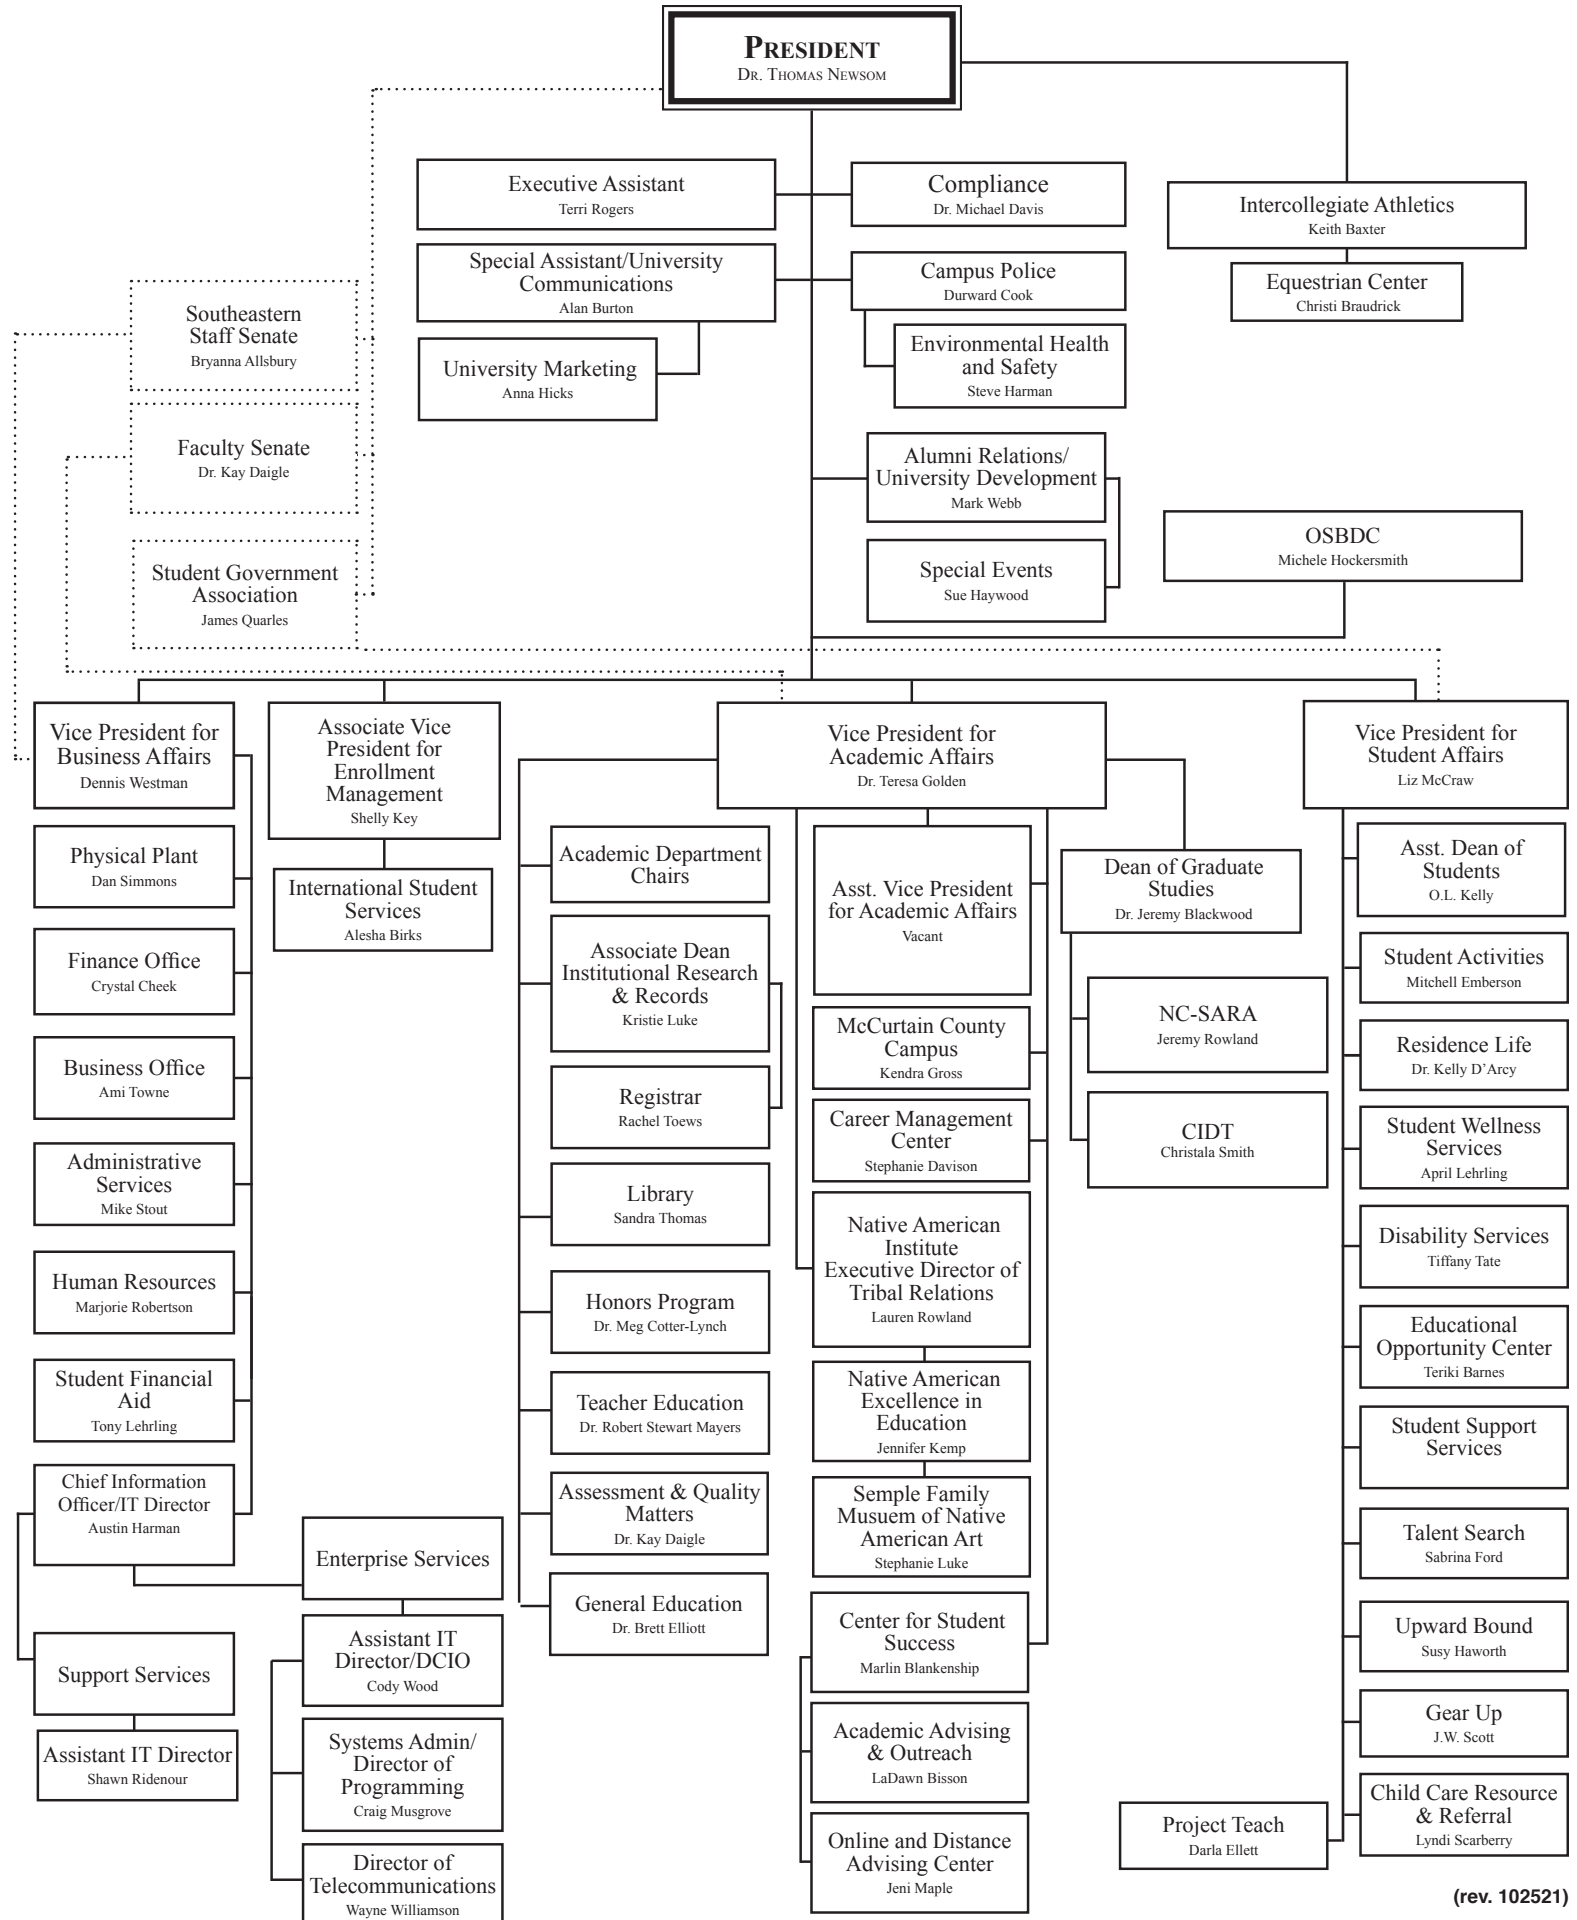 PRESIDENT
DR. THOMAS NEWSOM
Executive Assistant
Terri Rogers
Compliance
Dr. Michael Davis
Intercollegiate Athletics
Keith Baxter
Special Assistant/University
Communications
Alan Burton
Campus Police
Durward Cook
Equestrian Center
Christi Braudrick
Southeastern
Staff Senate
Bryanna Allsbury
University Marketing
Anna Hicks
Environmental Health
and Safety
Steve Harman
Faculty Senate
Dr. Kay Daigle
Alumni Relations/
University Development
Mark Webb
OSBDC
Michele Hockersmith
Student Government
Association
James Quarles
Special Events
Sue Haywood
Vice President for
Business Affairs
Dennis Westman
Physical Plant
Dan Simmons
Finance Office
Crystal Cheek
Business Office
Ami Towne
Administrative
Services
Mike Stout
Human Resources
Marjorie Robertson
Student Financial
Aid
Tony Lehrling
Chief Information
Officer/IT Director
Austin Harman
Support Services
Assistant IT Director
Shawn Ridenour
Associate Vice
President for
Enrollment
Management
Shelly Key
International Student
Services
Alesha Birks
Enterprise Services
Assistant IT
Director/DCIO
Cody Wood
Systems Admin/
Director of
Programming
Craig Musgrove
Director of
Telecommunications
Wayne Williamson
Vice President for
Academic Affairs
Dr. Teresa Golden
Academic Department
Chairs
Associate Dean
Institutional Research
& Records
Kristie Luke
Registrar
Rachel Toews
Library
Sandra Thomas
Honors Program
Dr. Meg Cotter-Lynch
Teacher Education
Dr. Robert Stewart Mayers
Assessment & Quality
Matters
Dr. Kay Daigle
General Education
Dr. Brett Elliott
Asst. Vice President
for Academic Affairs
Vacant
McCurtain County
Campus
Kendra Gross
Career Management
Center
Stephanie Davison
Native American
Institute
Executive Director of
Tribal Relations
Lauren Rowland
Native American
Excellence in
Education
Jennifer Kemp
Semple Family
Musuem of Native
American Art
Stephanie Luke
Center for Student
Success
Marlin Blankenship
Academic Advising
& Outreach
LaDawn Bisson
Online and Distance
Advising Center
Jeni Maple
Dean of Graduate
Studies
Dr. Jeremy Blackwood
NC-SARA
Jeremy Rowland
CIDT
Christala Smith
Vice President for
Student Affairs
Liz McCraw
Asst. Dean of
Students
O.L. Kelly
Student Activities
Mitchell Emberson
Residence Life
Dr. Kelly D’Arcy
Student Wellness
Services
April Lehrling
Disability Services
Tiffany Tate
Educational
Opportunity Center
Teriki Barnes
Student Support
Services
Talent Search
Sabrina Ford
Upward Bound
Susy Haworth
Gear Up
J.W. Scott
Child Care Resource
& Referral
Lyndi Scarberry
Project Teach
Darla Ellett
(rev. 102521)